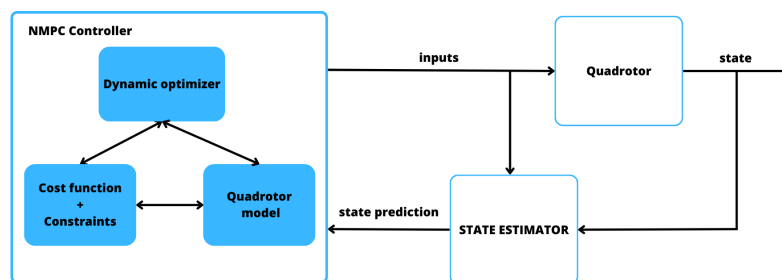 NMPC Controller
Dynamic optimizer
Cost function
+
Constraints
Quadrotor
model
inputs
Quadrotor
state
state prediction
STATE ESTIMATOR